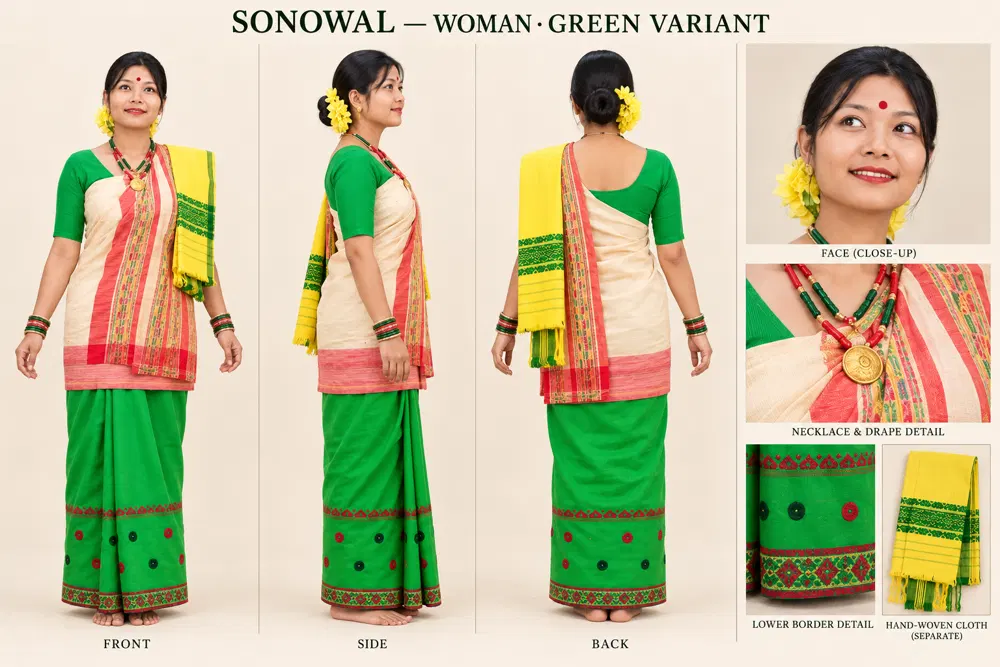 SONOWAL — WOMAN · GREEN VARIANT
FRONT
SIDE
BACK
FACE (CLOSE-UP)
NECKLACE & DRAPE DETAIL
LOWER BORDER DETAIL
HAND-WOVEN CLOTH
(SEPARATE)